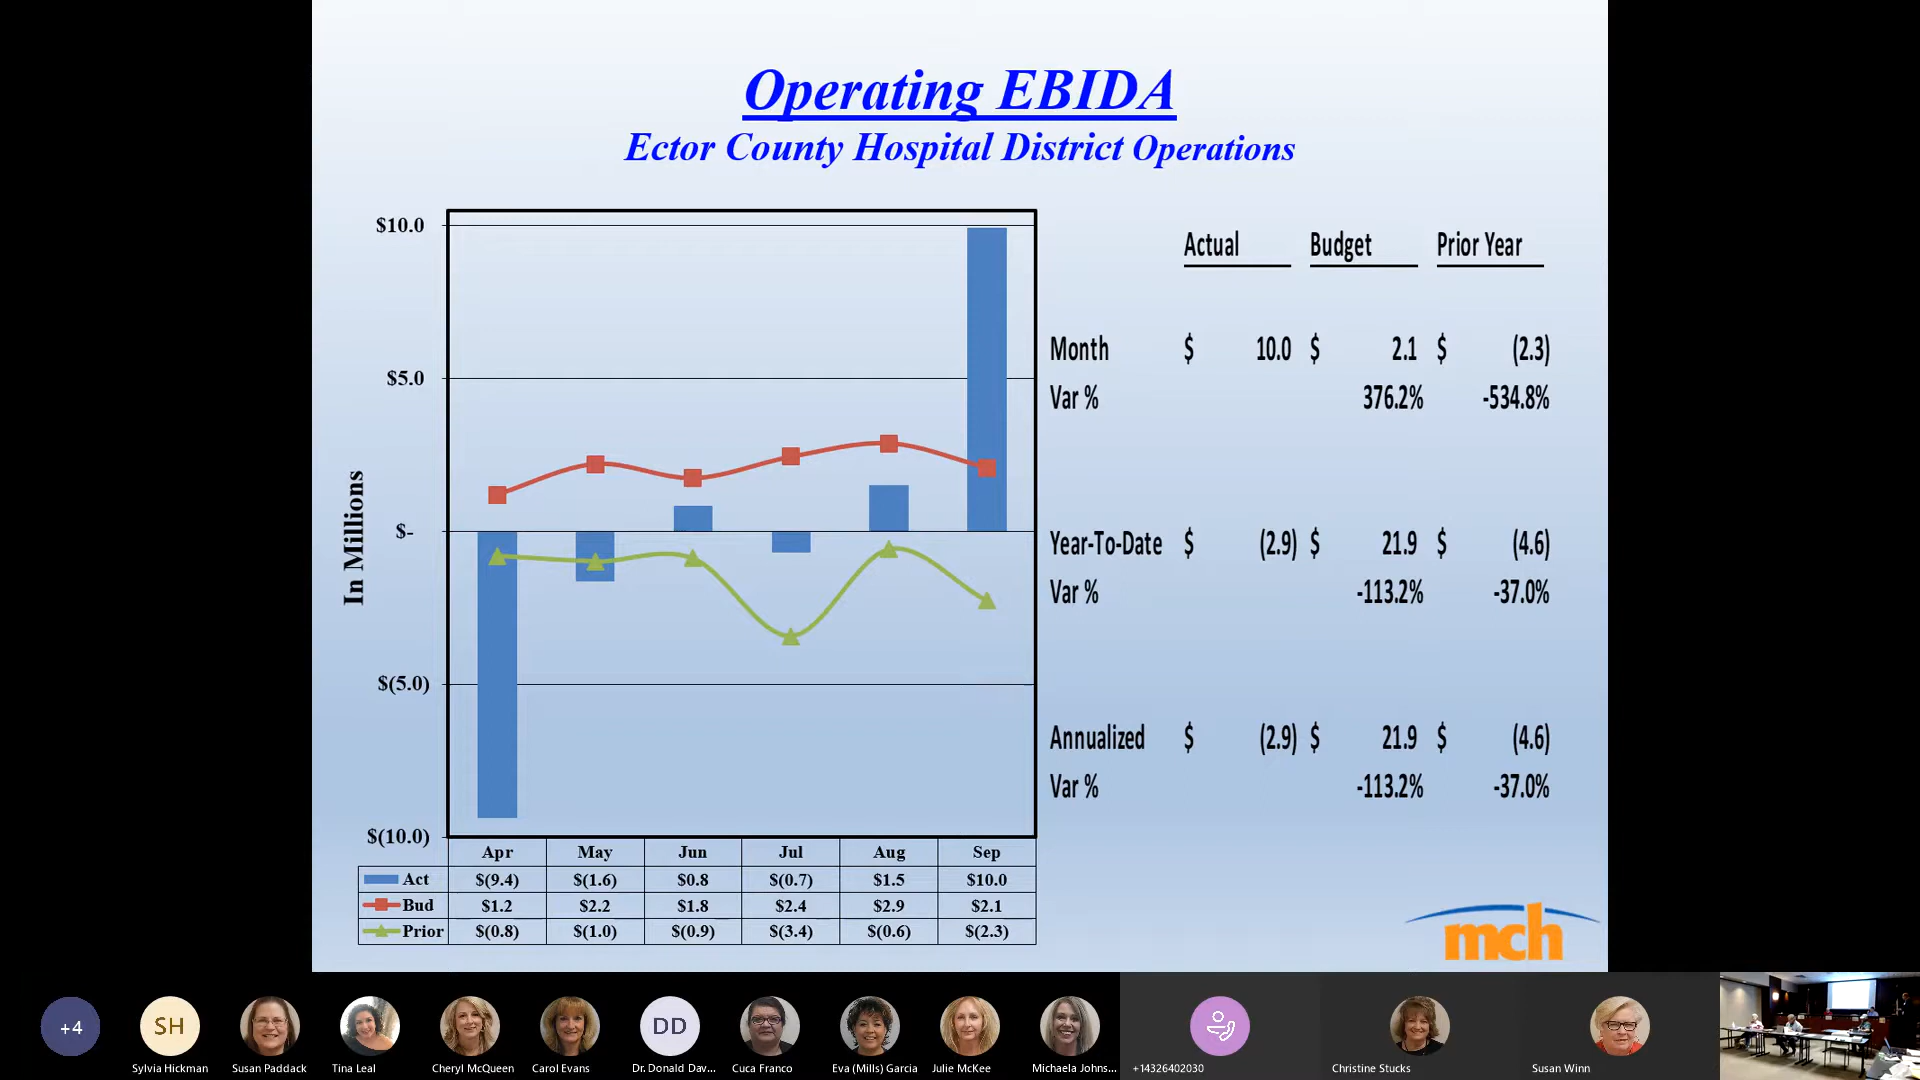 Operating EBIDA
Ector County Hospital District Operations
In Millions
$10.0
$5.0
$-
$(5.0)
$(10.0)
Apr May Jun Jul Aug Sep
Act $(9.4) $(1.6) $0.8 $(0.7) $1.5 $10.0
Bud $1.2 $2.2 $1.8 $2.4 $2.9 $2.1
Prior $(0.8) $(1.0) $(0.9) $(3.4) $(0.6) $(2.3)
Actual Budget Prior Year
Month $ 10.0 $ 2.1 $ (2.3)
Var % 376.2% -534.8%
Year-To-Date $ (2.9) $ 21.9 $ (4.6)
Var % -113.2% -37.0%
Annualized $ (2.9) $ 21.9 $ (4.6)
Var % -113.2% -37.0%
mch
+4 SH DD
Sylvia Hickman Susan Paddack Tina Leal Cheryl McQueen Carol Evans Dr. Donald Dav... Cuca Franco Eva (Mills) Garcia Julie McKee Michaela Johns... +14326402030 Christine Stucks Susan Winn